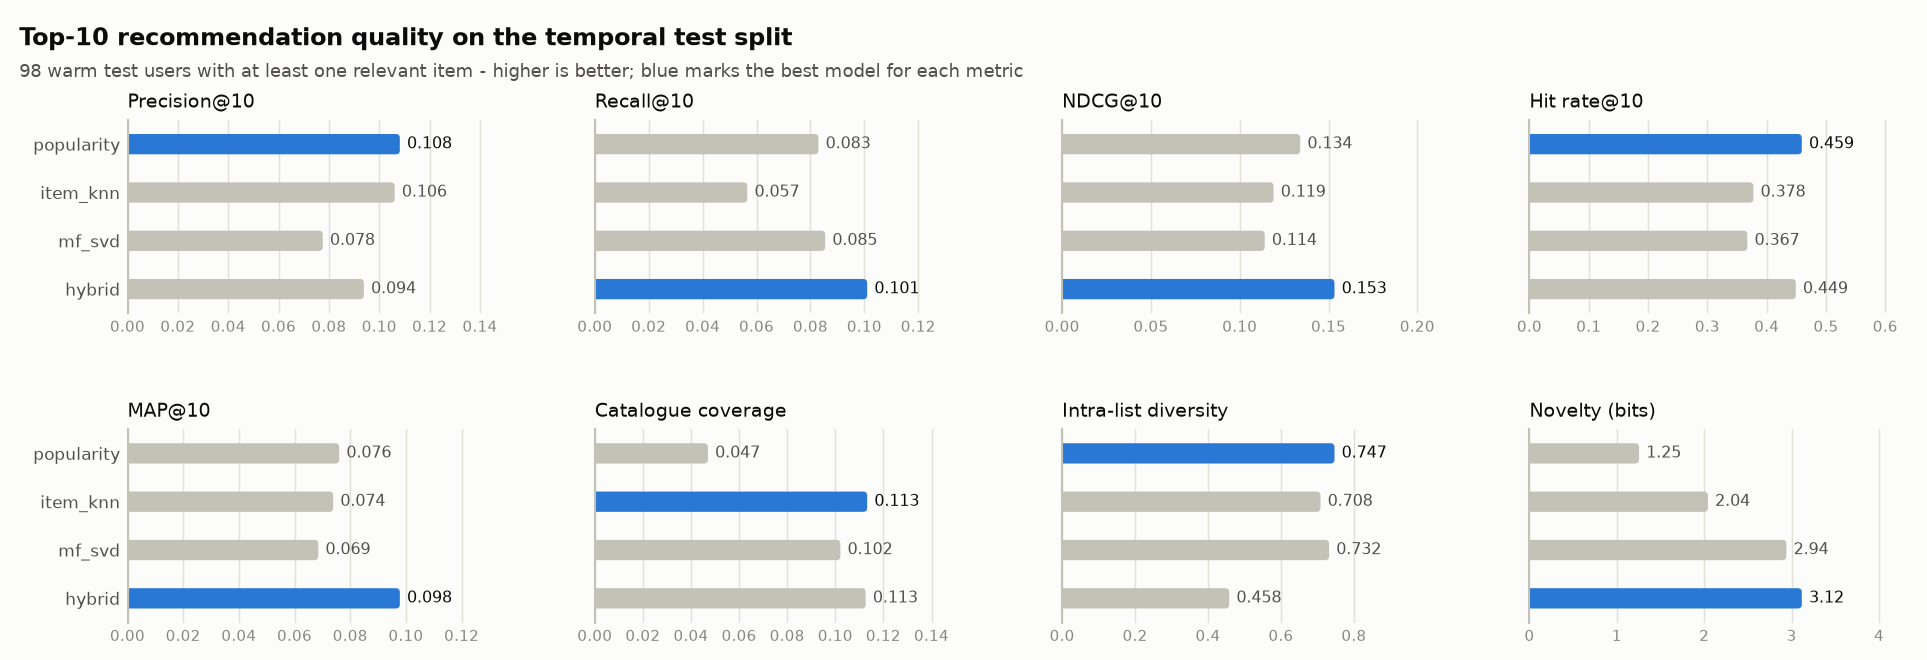 Top-10 recommendation quality on the temporal test split
98 warm test users with at least one relevant item - higher is better; blue marks the best model for each metric
Precision@10
popularity 0.108
item_knn 0.106
mf_svd 0.078
hybrid 0.094
0.00 0.02 0.04 0.06 0.08 0.10 0.12 0.14
Recall@10
0.083
0.057
0.085
0.101
0.00 0.02 0.04 0.06 0.08 0.10 0.12
NDCG@10
0.134
0.119
0.114
0.153
0.00 0.05 0.10 0.15 0.20
Hit rate@10
0.459
0.378
0.367
0.449
0.0 0.1 0.2 0.3 0.4 0.5 0.6
MAP@10
popularity 0.076
item_knn 0.074
mf_svd 0.069
hybrid 0.098
0.00 0.02 0.04 0.06 0.08 0.10 0.12
Catalogue coverage
0.047
0.113
0.102
0.113
0.00 0.02 0.04 0.06 0.08 0.10 0.12 0.14
Intra-list diversity
0.747
0.708
0.732
0.458
0.0 0.2 0.4 0.6 0.8
Novelty (bits)
1.25
2.04
2.94
3.12
0 1 2 3 4